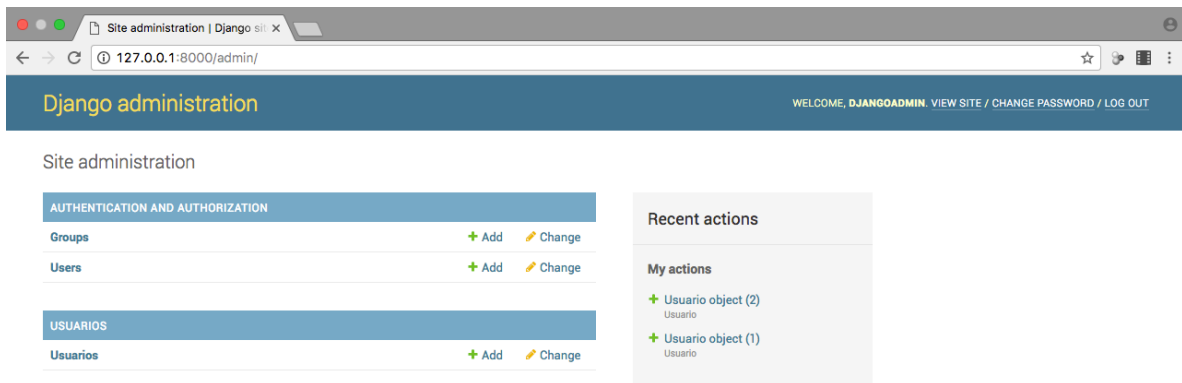 Site administration | Django sit
127.0.0.1:8000/admin/
Django administration
WELCOME, DJANGOADMIN. VIEW SITE / CHANGE PASSWORD / LOG OUT
Site administration
AUTHENTICATION AND AUTHORIZATION
Groups Add Change
Users Add Change
USUARIOS
Usuarios Add Change
Recent actions
My actions
Usuario object (2)
Usuario
Usuario object (1)
Usuario